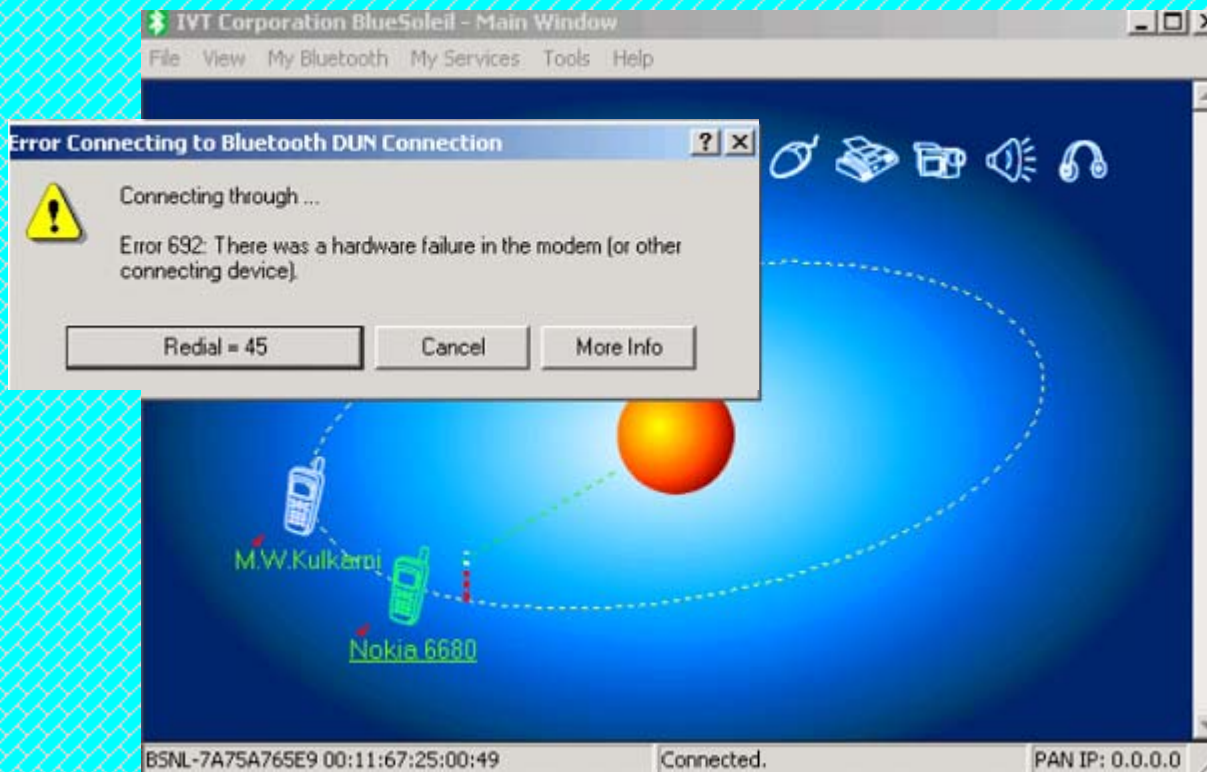 IVT Corporation BlueSoleil - Main Window
File View My Bluetooth My Services Tools Help
Error Connecting to Bluetooth DUN Connection
Connecting through ...
Error 692: There was a hardware failure in the modem (or other
connecting device).
Redial = 45 Cancel More Info
M.W.Kulkarni
Nokia 6680
BSNL-7A75A765E9 00:11:67:25:00:49 Connected. PAN IP: 0.0.0.0